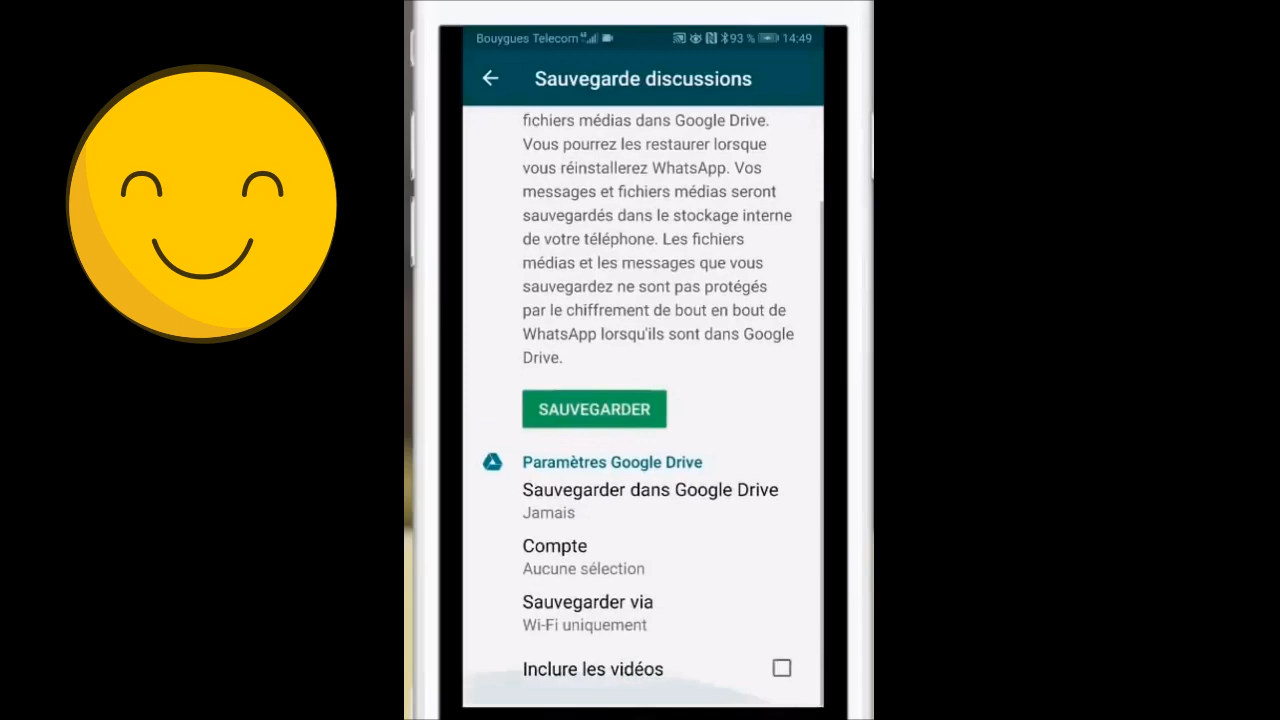 Bouygues Telecom 93 % 14:49
Sauvegarde discussions
fichiers médias dans Google Drive.
Vous pourrez les restaurer lorsque
vous réinstallerez WhatsApp. Vos
messages et fichiers médias seront
sauvegardés dans le stockage interne
de votre téléphone. Les fichiers
médias et les messages que vous
sauvegardez ne sont pas protégés
par le chiffrement de bout en bout de
WhatsApp lorsqu'ils sont dans Google
Drive.
SAUVEGARDER
Paramètres Google Drive
Sauvegarder dans Google Drive
Jamais
Compte
Aucune sélection
Sauvegarder via
Wi-Fi uniquement
Inclure les vidéos